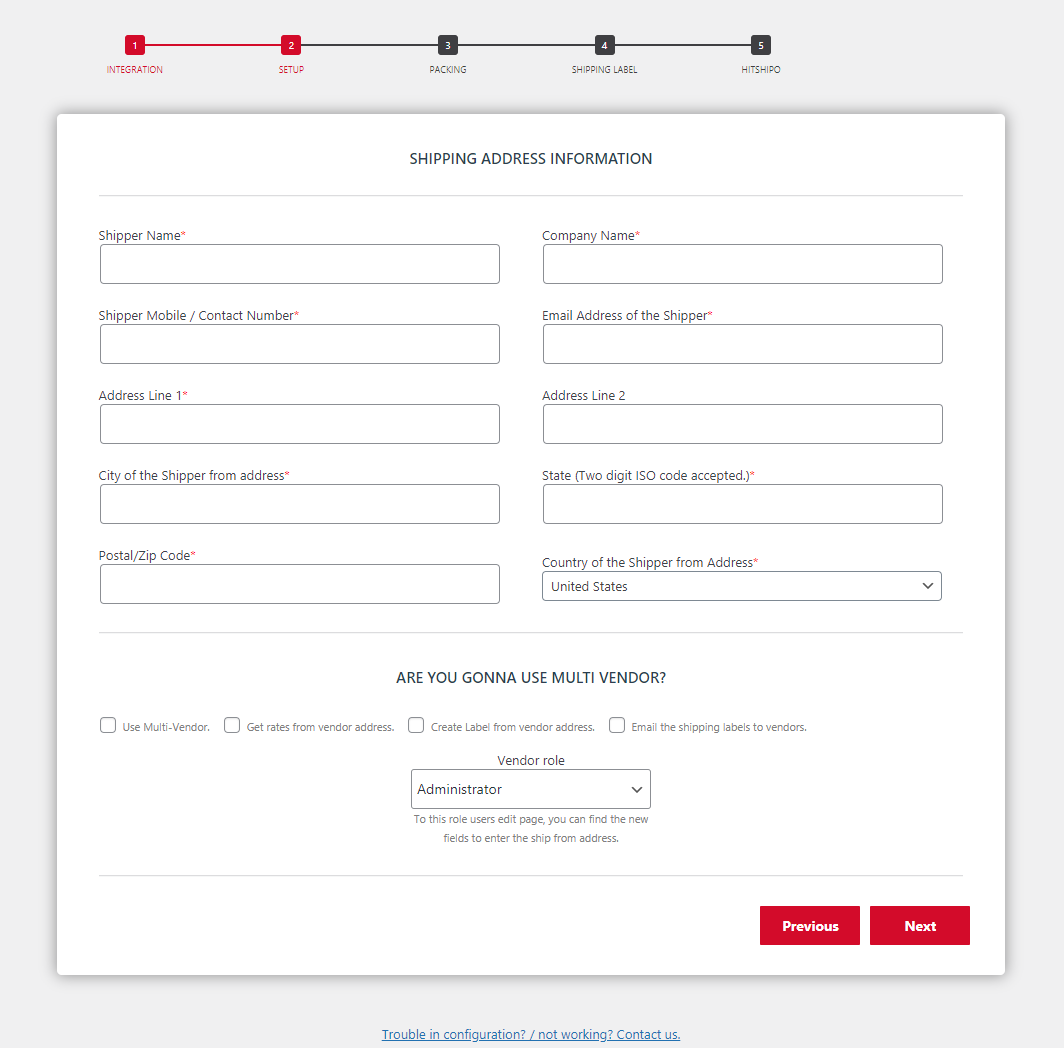 1 2 3 4 5
INTEGRATION SETUP PACKING SHIPPING LABEL HITSHIPO
SHIPPING ADDRESS INFORMATION
Shipper Name* Company Name*
Shipper Mobile / Contact Number* Email Address of the Shipper*
Address Line 1* Address Line 2
City of the Shipper from address* State (Two digit ISO code accepted.)*
Postal/Zip Code* Country of the Shipper from Address*
United States
ARE YOU GONNA USE MULTI VENDOR?
Use Multi-Vendor. Get rates from vendor address. Create Label from vendor address. Email the shipping labels to vendors.
Vendor role
Administrator
To this role users edit page, you can find the new
fields to enter the ship from address.
Previous Next
Trouble in configuration? / not working? Contact us.